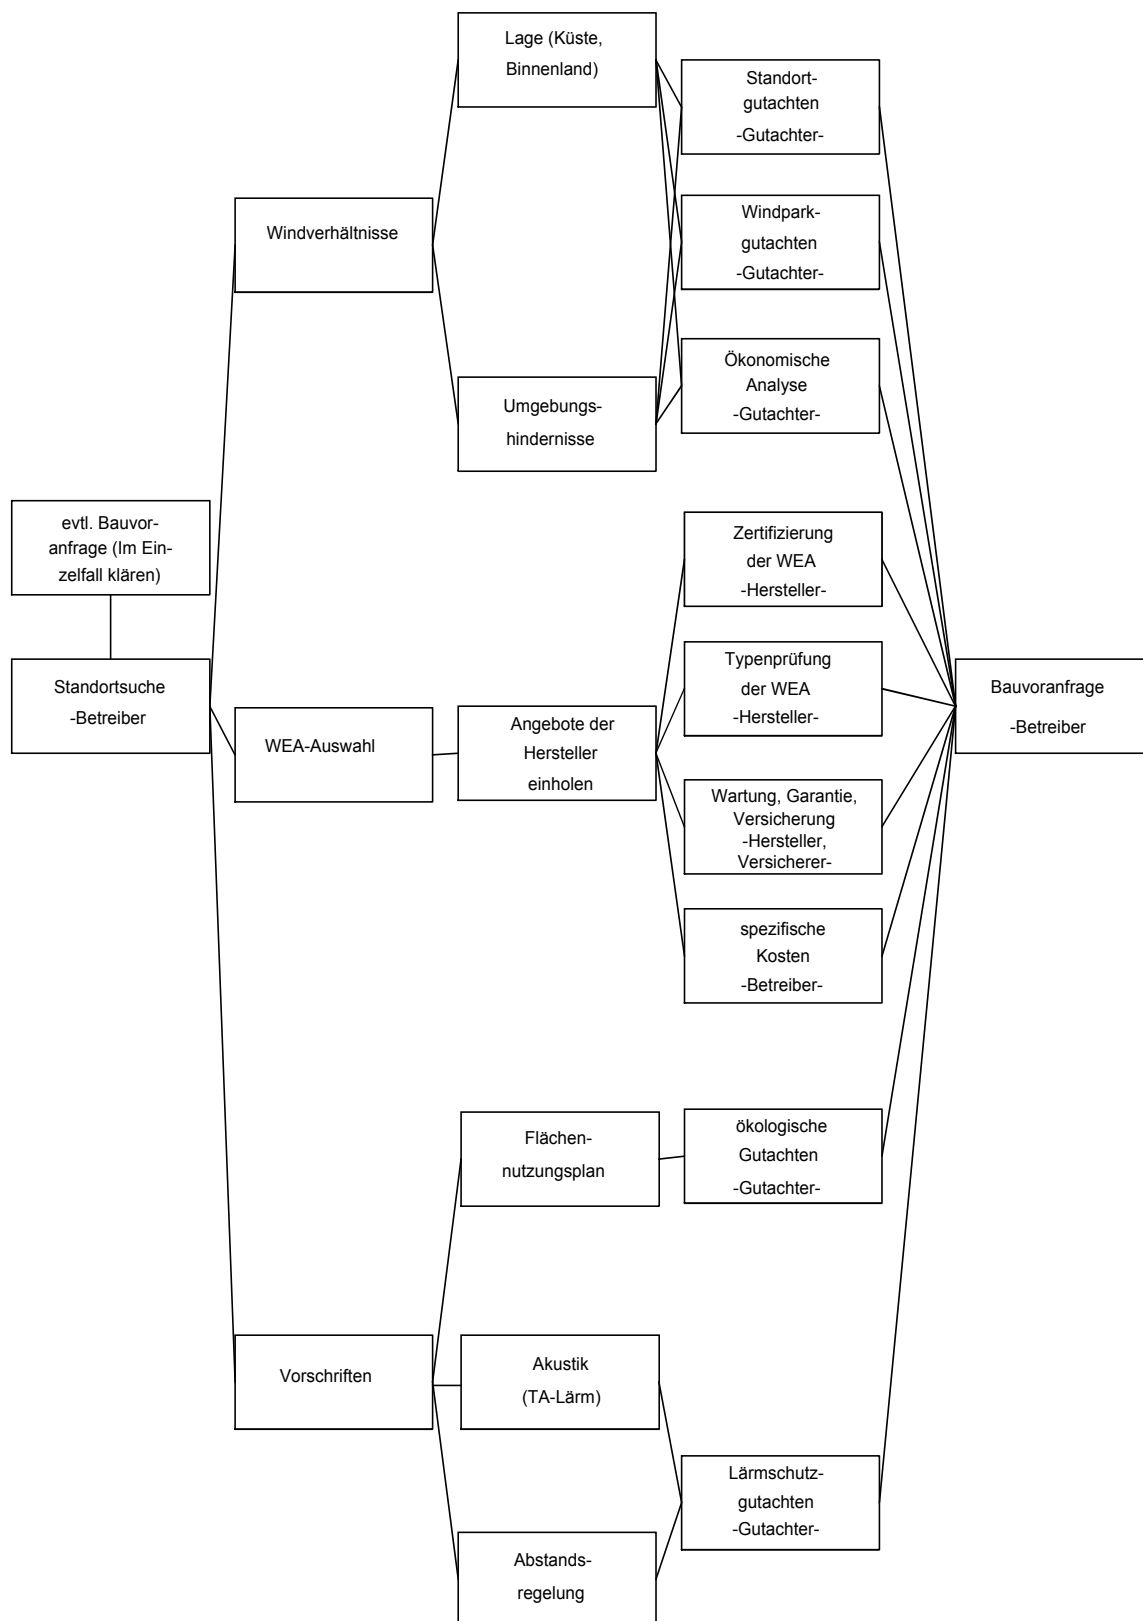 Lage (Küste,
Binnenland)
Standort-
gutachten
-Gutachter-
Windverhältnisse
Windpark-
gutachten
-Gutachter-
Ökonomische
Analyse
-Gutachter-
Umgebungs-
hindernisse
evtl. Bauvor-
anfrage (Im Ein-
zelfall klären)
Zertifizierung
der WEA
-Hersteller-
Standortsuche
-Betreiber
Typenprüfung
der WEA
-Hersteller-
Bauvoranfrage
-Betreiber
WEA-Auswahl
Angebote der
Hersteller
einholen
Wartung, Garantie,
Versicherung
-Hersteller,
Versicherer-
spezifische
Kosten
-Betreiber-
Flächen-
nutzungsplan
ökologische
Gutachten
-Gutachter-
Vorschriften
Akustik
(TA-Lärm)
Lärmschutz-
gutachten
-Gutachter-
Abstands-
regelung